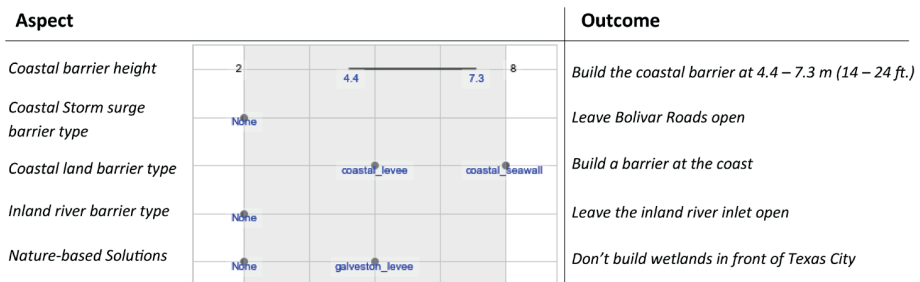 Aspect
Outcome
Coastal barrier height
2
4.4
7.3
8
Build the coastal barrier at 4.4 – 7.3 m (14 – 24 ft.)
Coastal Storm surge
barrier type
None
Leave Bolivar Roads open
Coastal land barrier type
coastal_levee
coastal_seawall
Build a barrier at the coast
Inland river barrier type
None
Leave the inland river inlet open
Nature-based Solutions
None
galveston_levee
Don’t build wetlands in front of Texas City